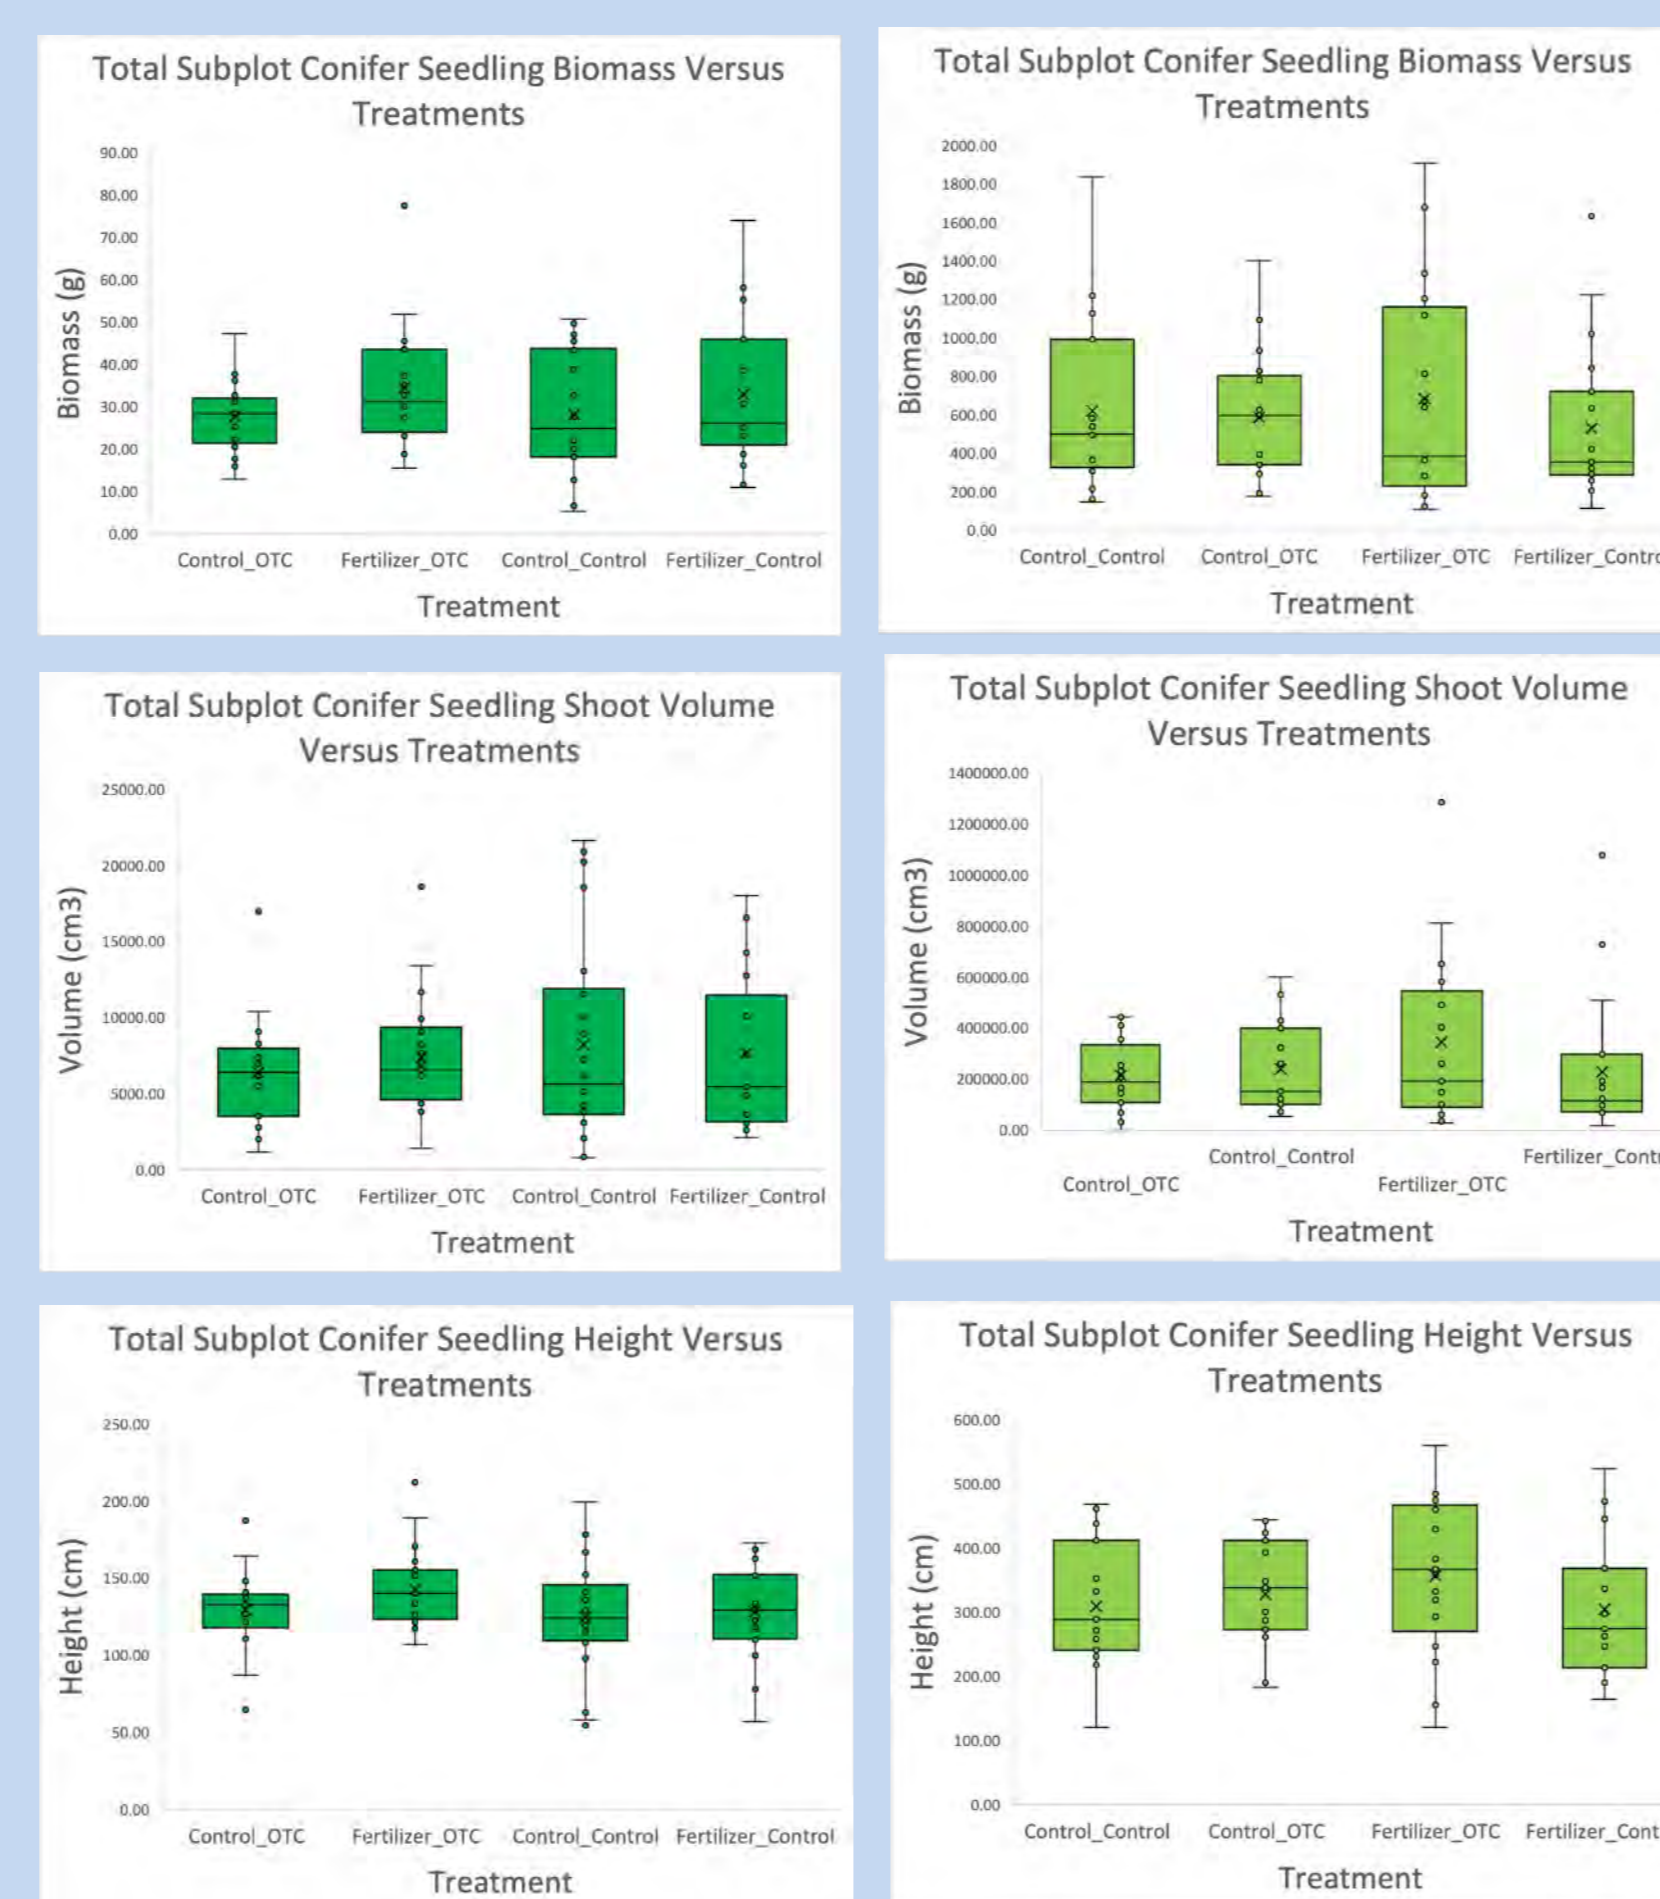 Total Subplot Conifer Seedling Biomass Versus
Treatments
90.00
80.00
70.00
60.00
50.00
40.00
30.00
20.00
10.00
0.00
Biomass (g)
Control_OTC Fertilizer_OTC Control_Control Fertilizer_Control
Treatment
Total Subplot Conifer Seedling Biomass Versus
Treatments
2000.00
1800.00
1600.00
1400.00
1200.00
1000.00
800.00
600.00
400.00
200.00
0.00
Biomass (g)
Control_Control Control_OTC Fertilizer_OTC Fertilizer_Contro
Treatment
Total Subplot Conifer Seedling Shoot Volume
Versus Treatments
25000.00
20000.00
15000.00
10000.00
5000.00
0.00
Volume (cm3)
Control_OTC Fertilizer_OTC Control_Control Fertilizer_Control
Treatment
Total Subplot Conifer Seedling Shoot Volume
Versus Treatments
1400000.00
1200000.00
1000000.00
800000.00
600000.00
400000.00
200000.00
0.00
Volume (cm3)
Control_Control Fertilizer_Contr
Control_OTC Fertilizer_OTC
Treatment
Total Subplot Conifer Seedling Height Versus
Treatments
250.00
200.00
150.00
100.00
50.00
0.00
Height (cm)
Control_OTC Fertilizer_OTC Control_Control Fertilizer_Control
Treatment
Total Subplot Conifer Seedling Height Versus
Treatments
600.00
500.00
400.00
300.00
200.00
100.00
0.00
Height (cm)
Control_Control Control_OTC Fertilizer_OTC Fertilizer_Cont
Treatment